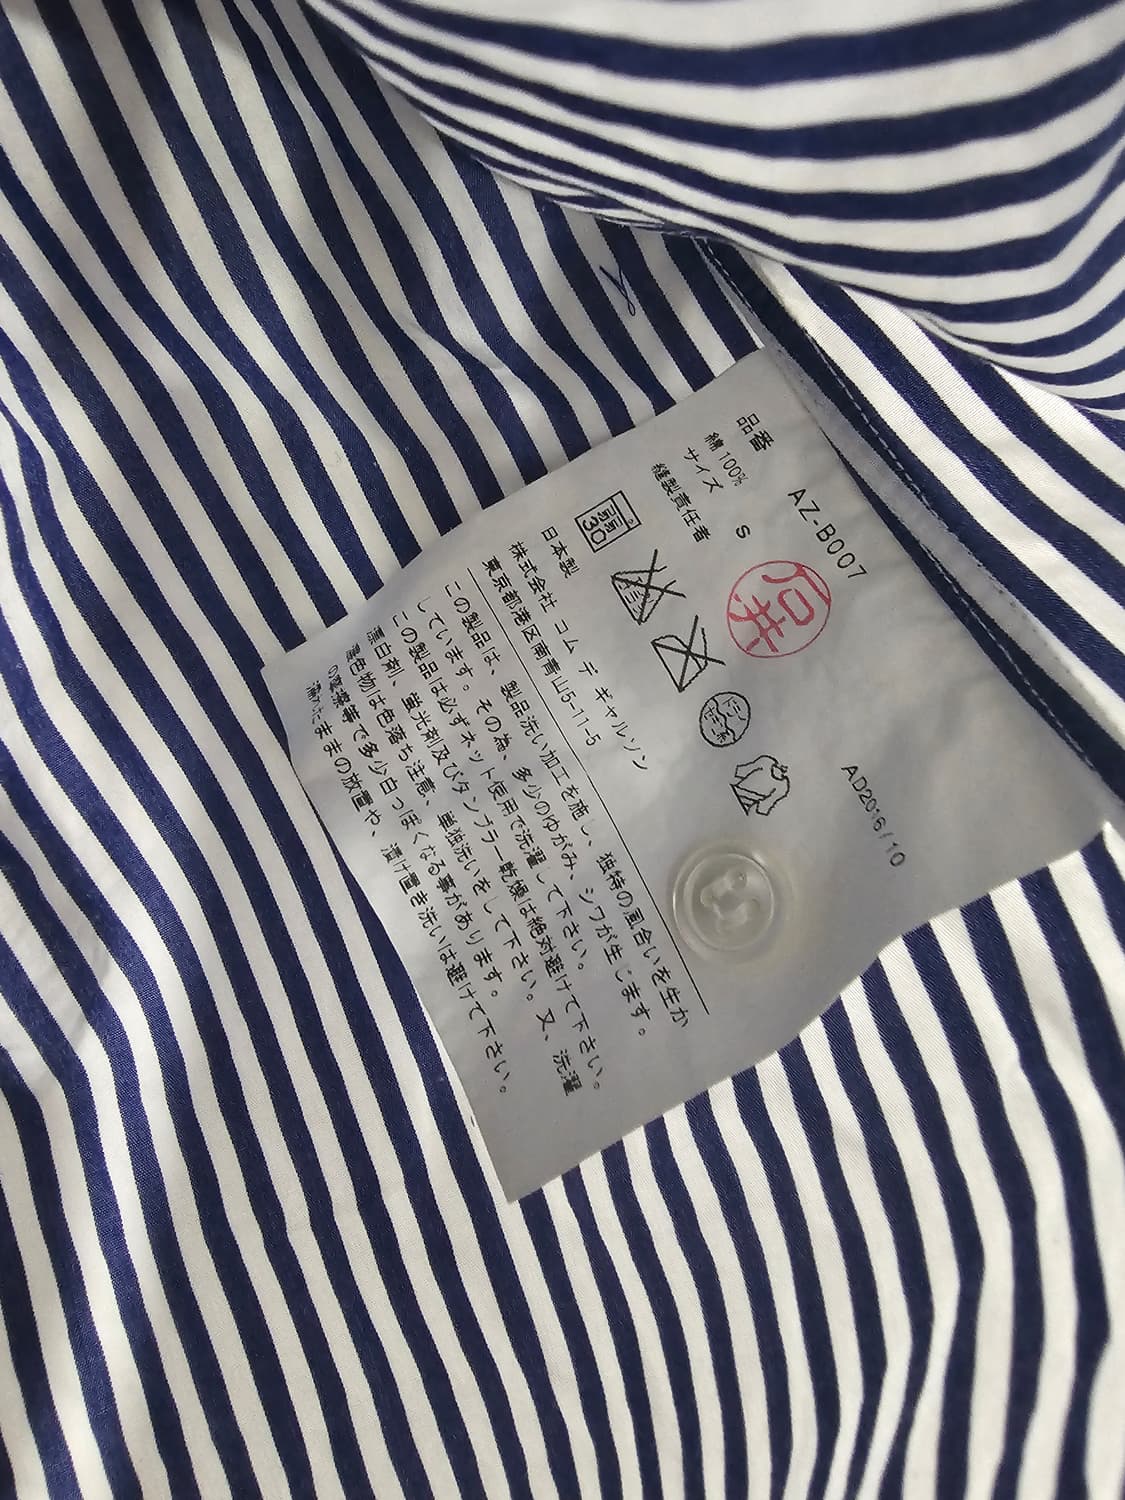 品番 AZ-B007
綿 100%
サイズ S
縫製責任者 石井
AD2016/10
30
日本製
株式会社 コム デ ギャルソン
東京都港区南青山5-11-5
この製品は、製品洗い加工を施し、独特の風合いを生か
しています。その為、多少のゆがみ、シワが生じます。
この製品は必ずネット使用で洗濯して下さい。
漂白剤、蛍光剤及びタンブラー乾燥は絶対避けて下さい。
濃色物は色落ち注意、単独洗いをして下さい。又、洗濯
の摩擦等で多少白っぽくなる事があります。
濡れたままの放置や、漬け置き洗いは避けて下さい。